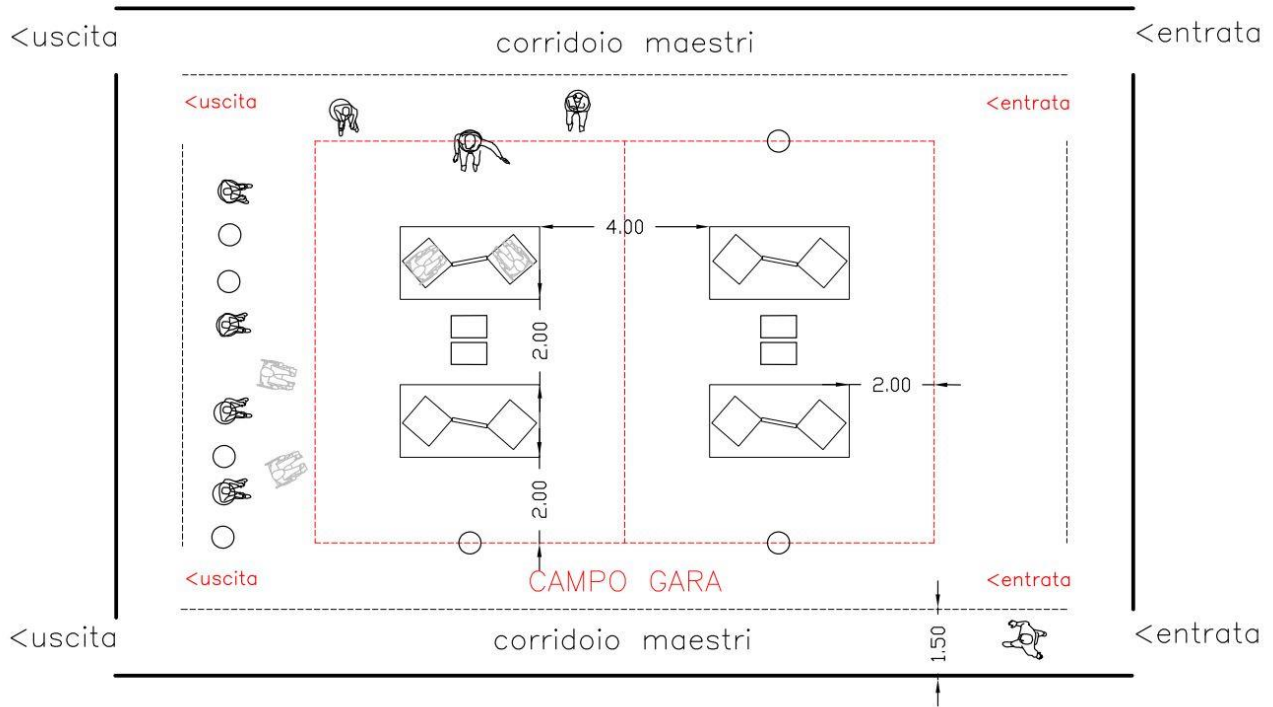 <uscita
corridoio maestri
<entrata
<uscita
<entrata
4.00
2.00
2.00
2.00
<uscita
CAMPO GARA
<entrata
<uscita
corridoio maestri
1.50
<entrata